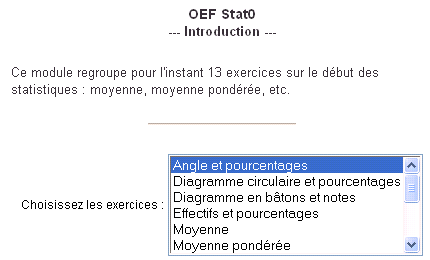 OEF Stat0
--- Introduction ---
Ce module regroupe pour l'instant 13 exercices sur le début des
statistiques : moyenne, moyenne pondérée, etc.
Choisissez les exercices :
Angle et pourcentages
Diagramme circulaire et pourcentages
Diagramme en bâtons et notes
Effectifs et pourcentages
Moyenne
Moyenne pondérée